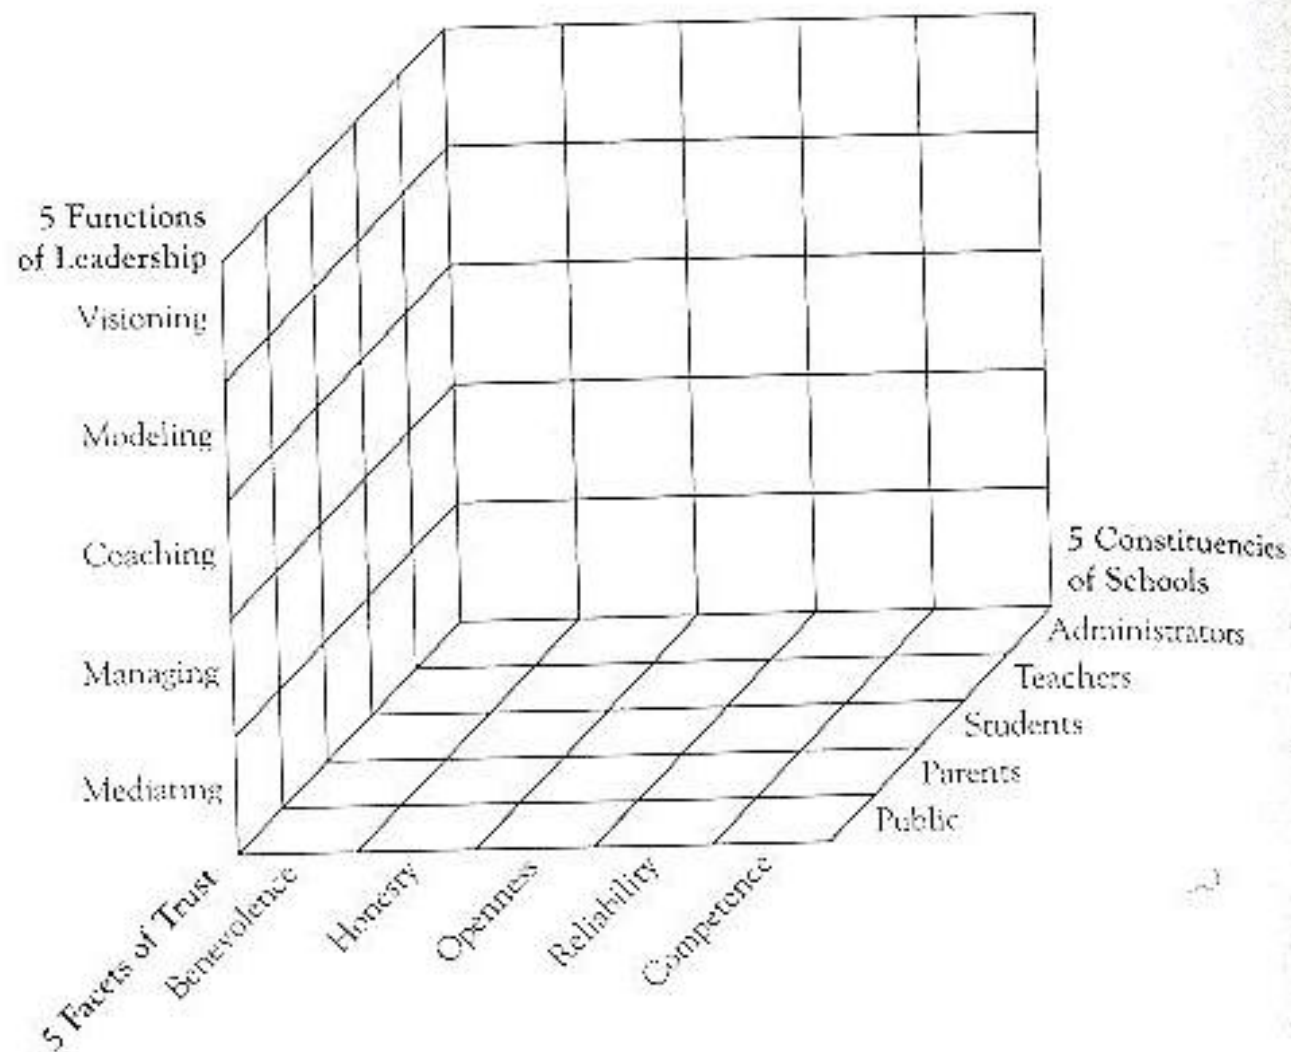 5 Functions
of Leadership
Visioning
Modeling
Coaching
Managing
Mediating
5 Constituencies
of Schools
Administrators
Teachers
Students
Parents
Public
5 Facets of Trust
Benevolence
Honesty
Openness
Reliability
Competence